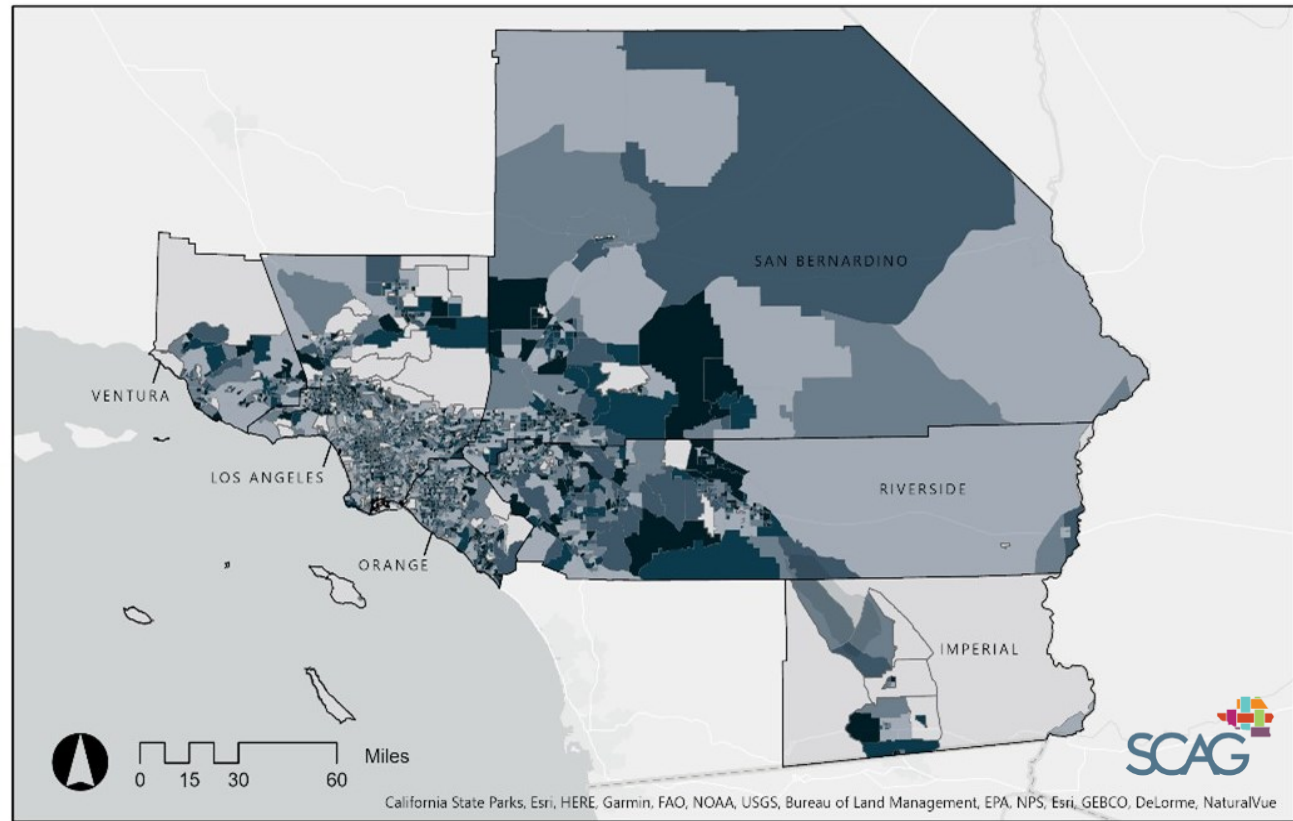 SAN BERNARDINO
VENTURA
LOS ANGELES
RIVERSIDE
ORANGE
IMPERIAL
Miles
0 15 30 60
SCAG
California State Parks, Esri, HERE, Garmin, FAO, NOAA, USGS, Bureau of Land Management, EPA, NPS, Esri, GEBCO, DeLorme, NaturalVue